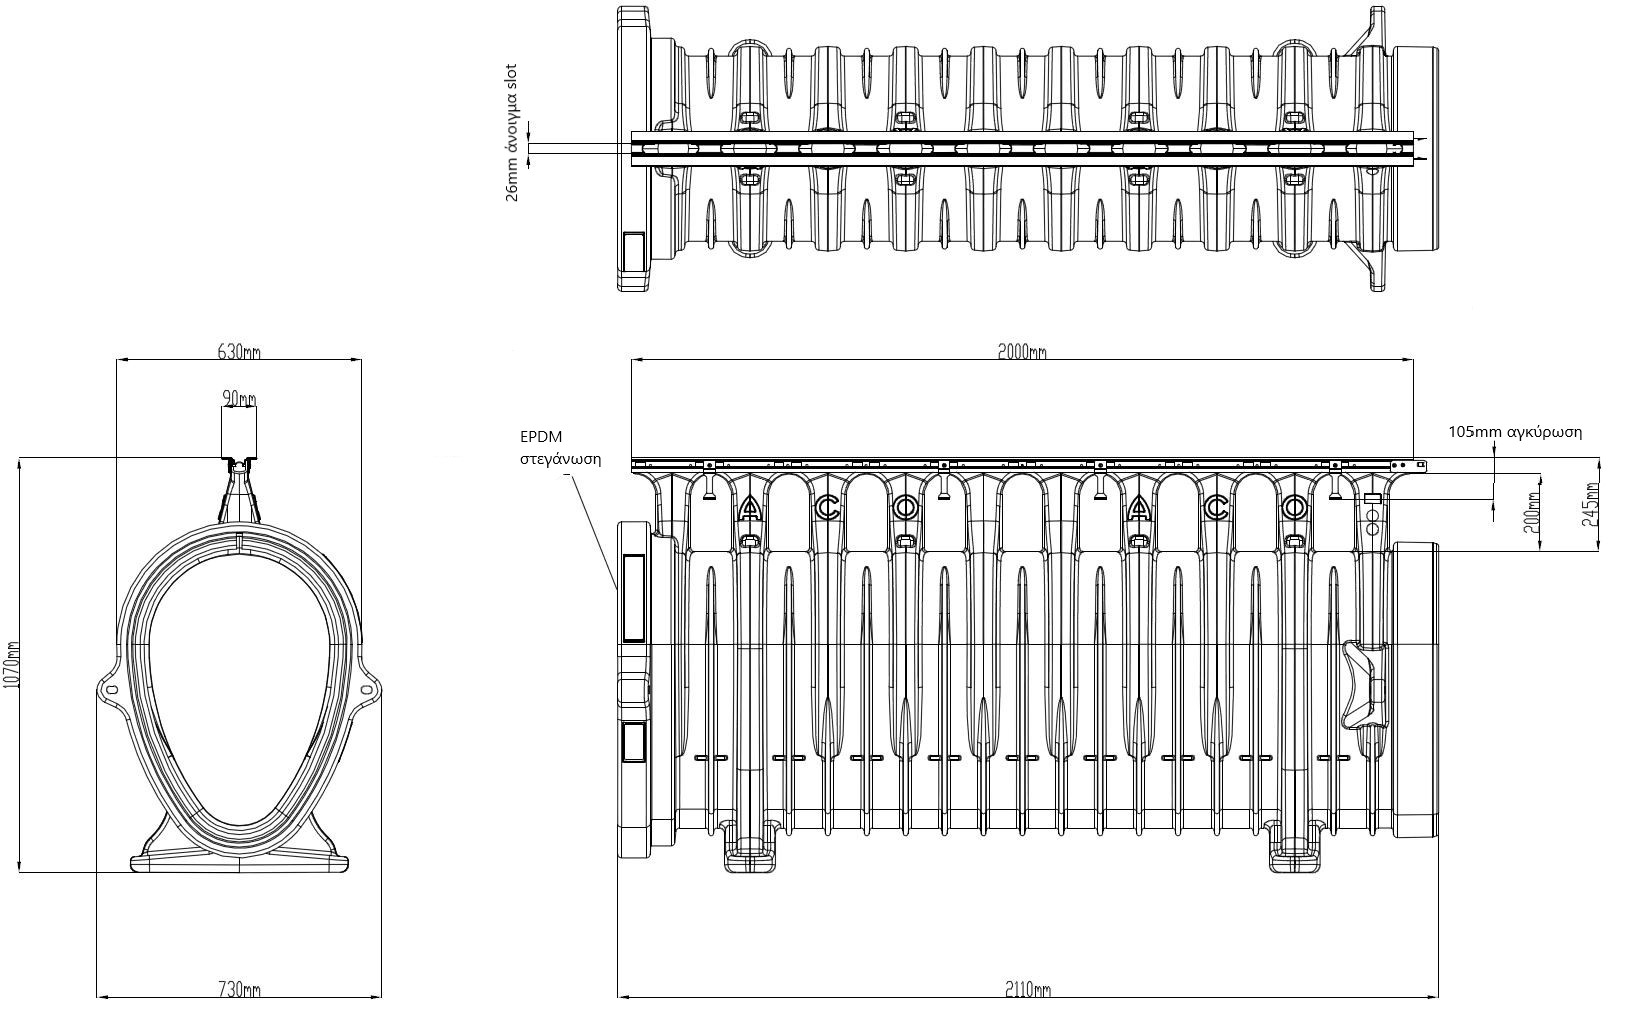 26mm άνοιγμα slot
630mm
2000mm
90mm
EPDM
στεγάνωση
105mm αγκύρωση
200mm
245mm
A C O A C O
1070mm
730mm
2110mm